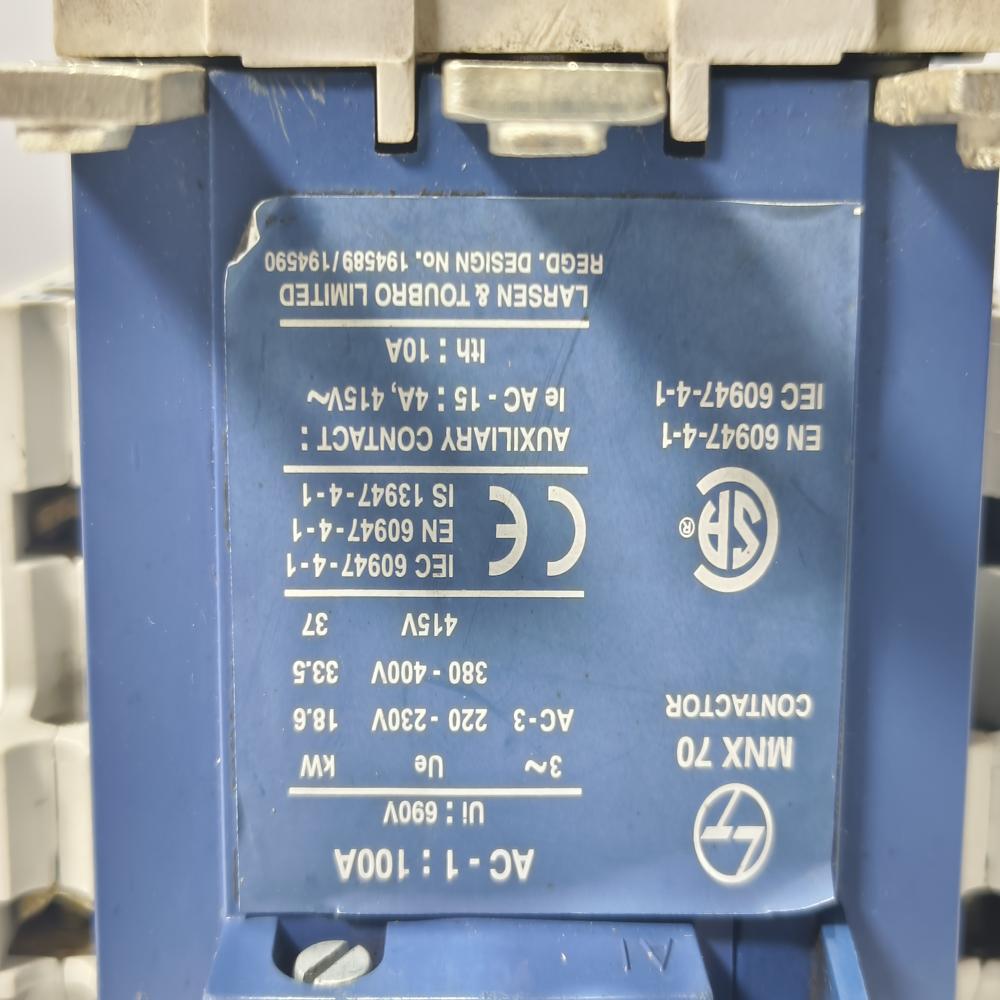 LT
MNX 70
CONTACTOR
SA ®
EN 60947-4-1
IEC 60947-4-1
AC - 1 : 100A
Ui : 690V
3~ Ue kW
AC-3 220 - 230V 18.6
380 - 400V 33.5
415V 37
CE
IEC 60947-4-1
EN 60947-4-1
IS 13947-4-1
AUXILIARY CONTACT :
Ie AC - 15 : 4A, 415V~
Ith : 10A
LARSEN & TOUBRO LIMITED
REGD. DESIGN No. 194589 / 194590